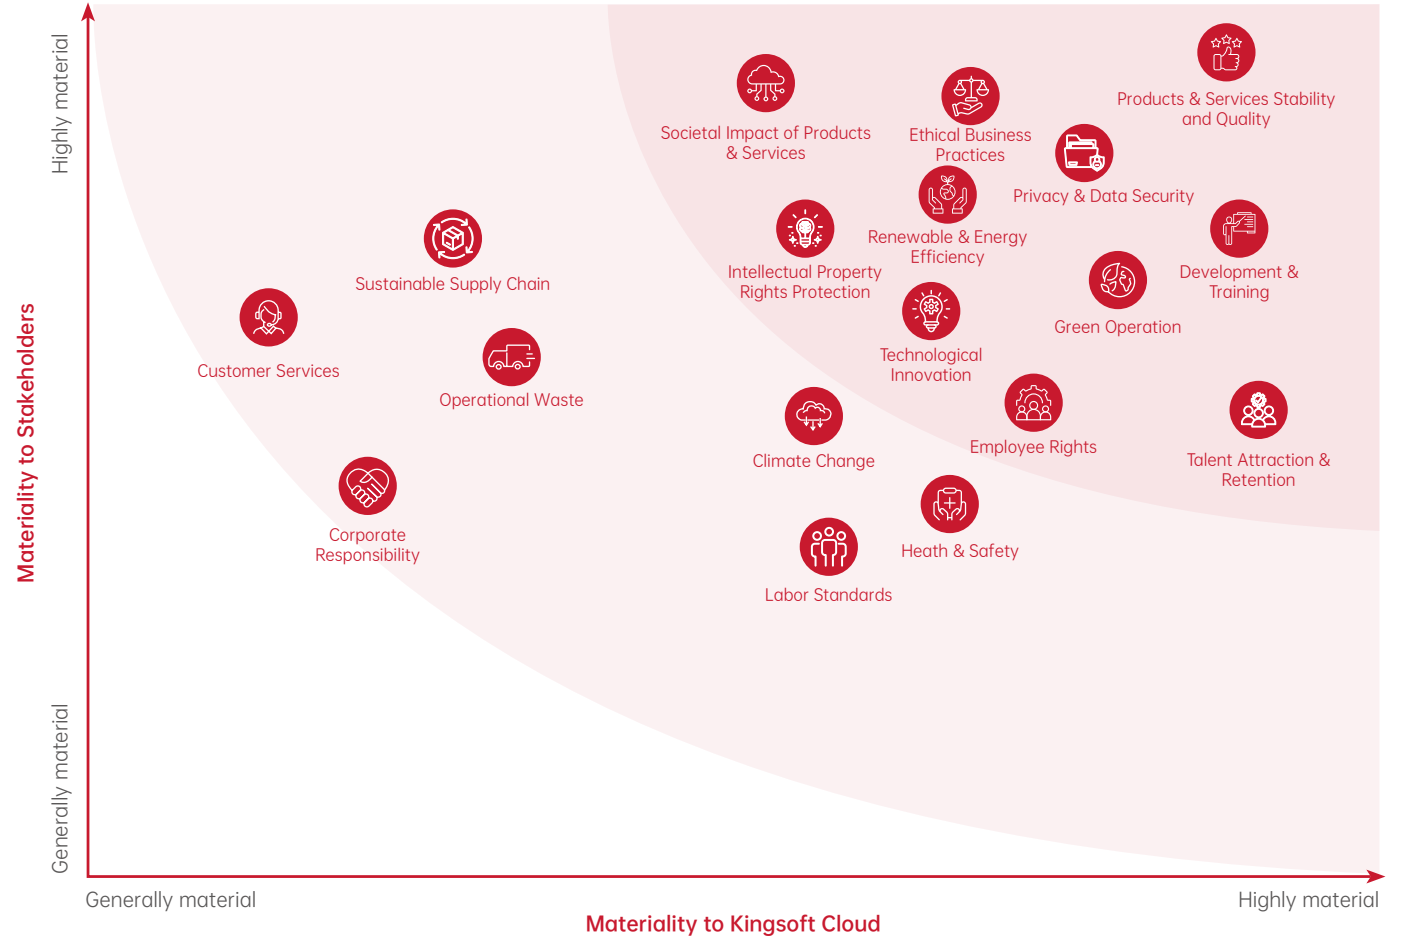 Highly material
Materiality to Stakeholders
Generally material
Products & Services Stability
and Quality
Societal Impact of Products
& Services
Ethical Business
Practices
Privacy & Data Security
Renewable & Energy
Efficiency
Intellectual Property
Rights Protection
Development &
Training
Sustainable Supply Chain
Green Operation
Technological
Innovation
Customer Services
Operational Waste
Employee Rights
Climate Change
Talent Attraction &
Retention
Corporate
Responsibility
Heath & Safety
Labor Standards
Generally material
Highly material
Materiality to Kingsoft Cloud